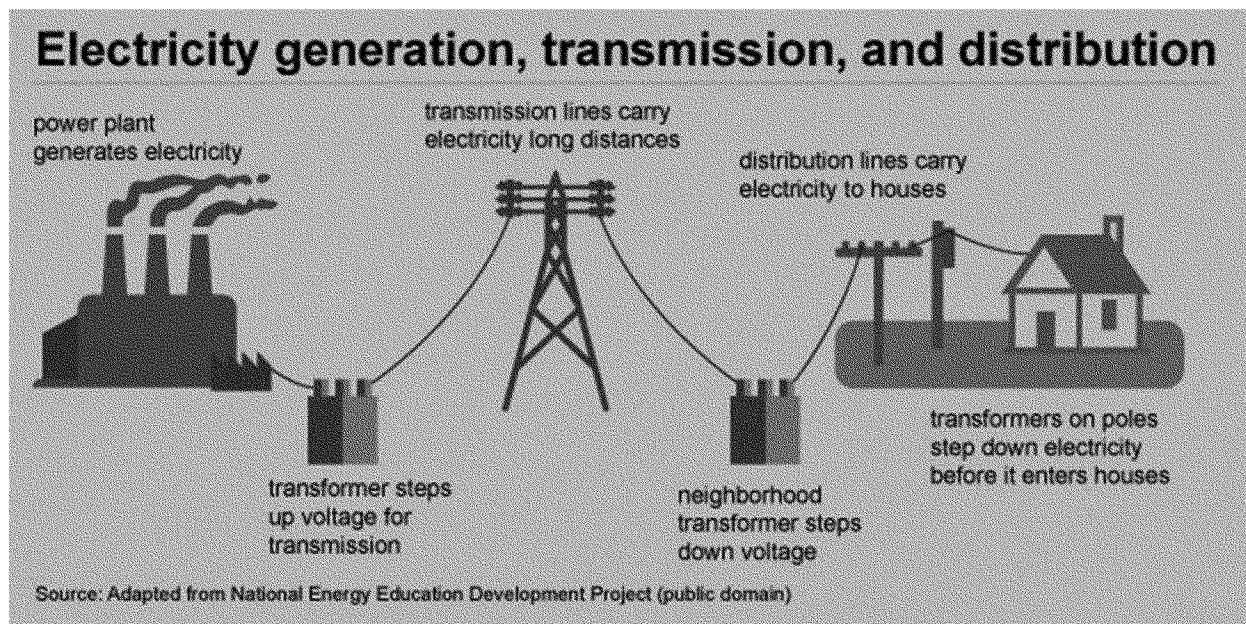 Electricity generation, transmission, and distribution
power plant
generates electricity
transmission lines carry
electricity long distances
distribution lines carry
electricity to houses
transformer steps
up voltage for
transmission
neighborhood
transformer steps
down voltage
transformers on poles
step down electricity
before it enters houses
Source: Adapted from National Energy Education Development Project (public domain)